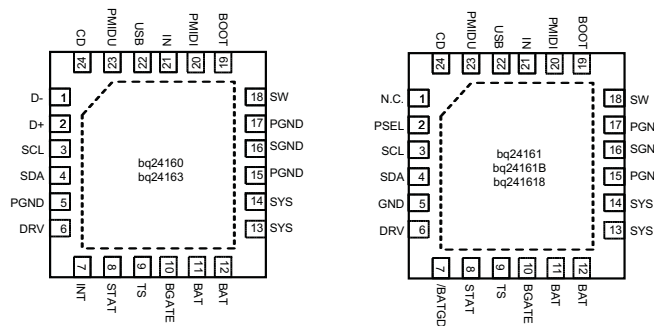 CD
PMIDU
USB
IN
PMIDI
BOOT
24
23
22
21
20
19
D-
1
D+
2
SCL
3
SDA
4
PGND
5
DRV
6
18
SW
17
PGND
16
SGND
15
PGND
14
SYS
13
SYS
bq24160
bq24163
7
8
9
10
11
12
INT
STAT
TS
BGATE
BAT
BAT
CD
PMIDU
USB
IN
PMIDI
BOOT
24
23
22
21
20
19
N.C.
1
PSEL
2
SCL
3
SDA
4
GND
5
DRV
6
18
SW
17
PGN
16
SGN
15
PGN
14
SYS
13
SYS
bq24161
bq24161B
bq241618
7
8
9
10
11
12
/BATGD
STAT
TS
BGATE
BAT
BAT